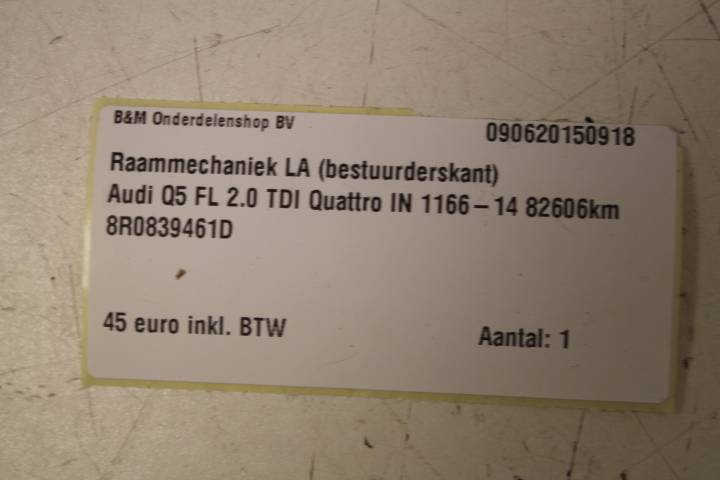 B&M Onderdelenshop BV 090620150918
Raammechaniek LA (bestuurderskant)
Audi Q5 FL 2.0 TDI Quattro IN 1166-14 82606km
8R0839461D
45 euro inkl. BTW Aantal: 1